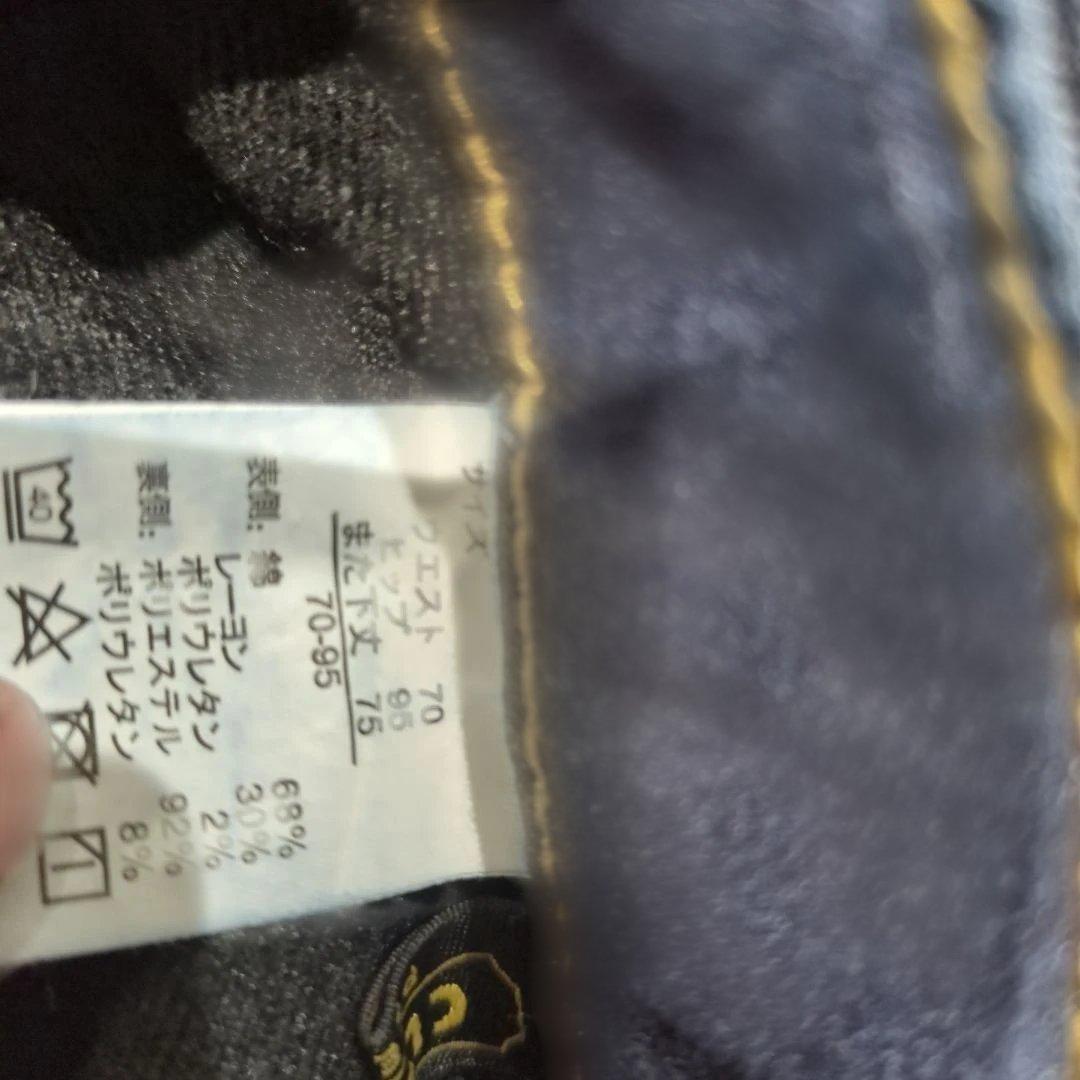 サイズ
ウエスト 70
ヒップ 95
また下丈 75
70-95
表側: 綿 68%
レーヨン 30%
ポリウレタン 2%
裏側: ポリエステル 92%
ポリウレタン 8%
40